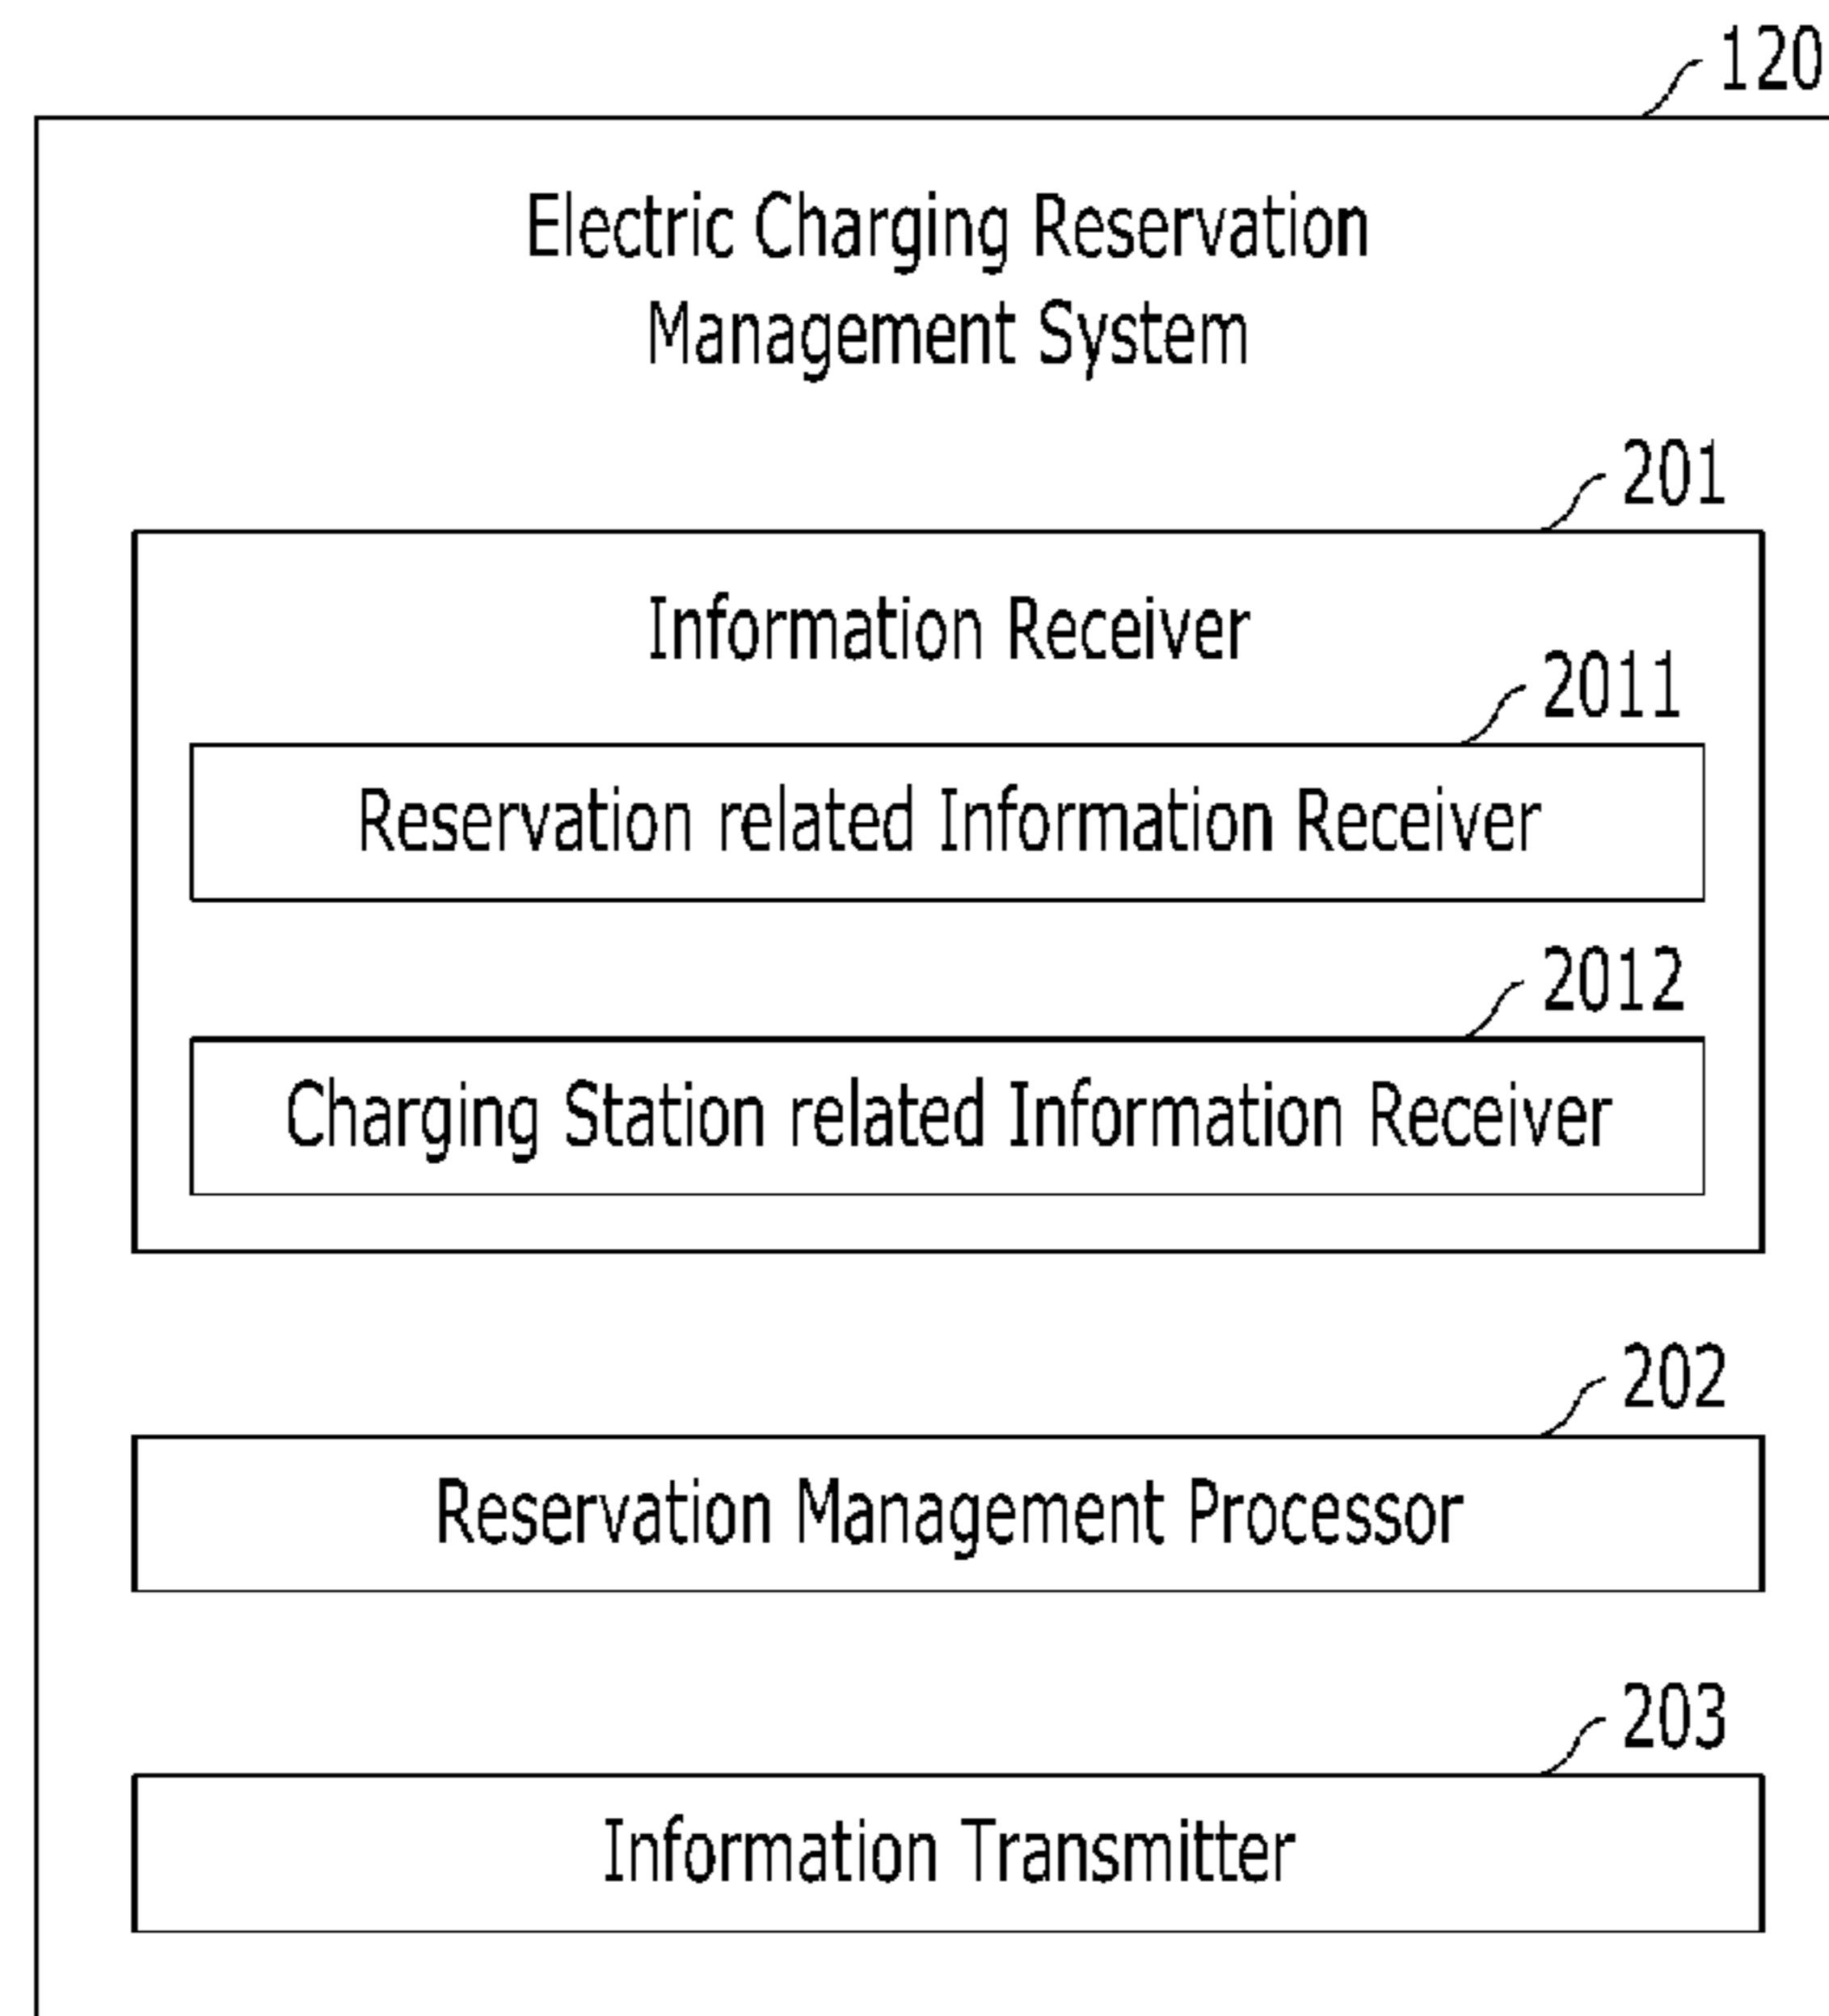 120
Electric Charging Reservation
Management System
201
Information Receiver
2011
Reservation related Information Receiver
2012
Charging Station related Information Receiver
202
Reservation Management Processor
203
Information Transmitter